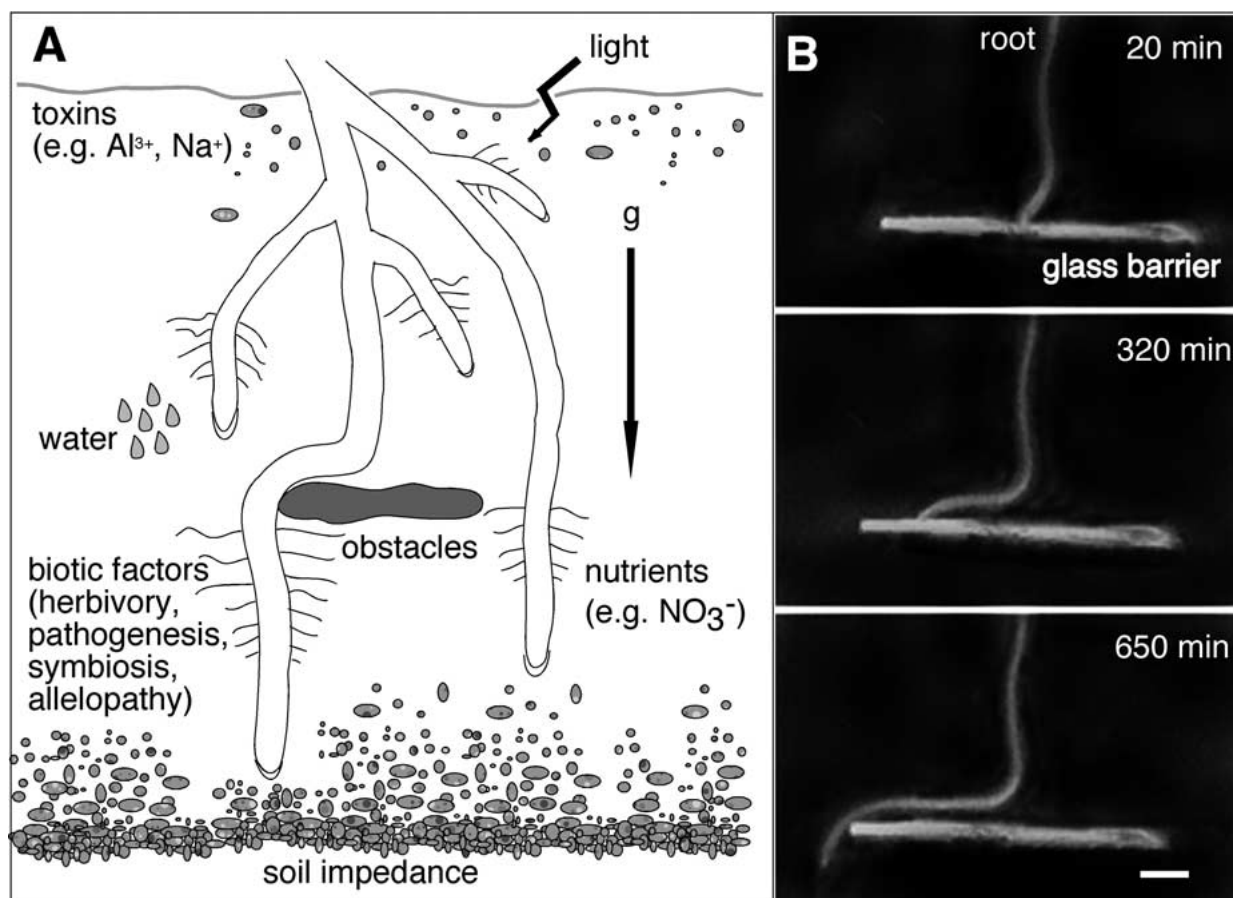 A
light
toxins
(e.g. Al³⁺, Na⁺)
g
water
obstacles
biotic factors
(herbivory,
pathogenesis,
symbiosis,
allelopathy)
nutrients
(e.g. NO₃⁻)
soil impedance
B
root
20 min
glass barrier
320 min
650 min